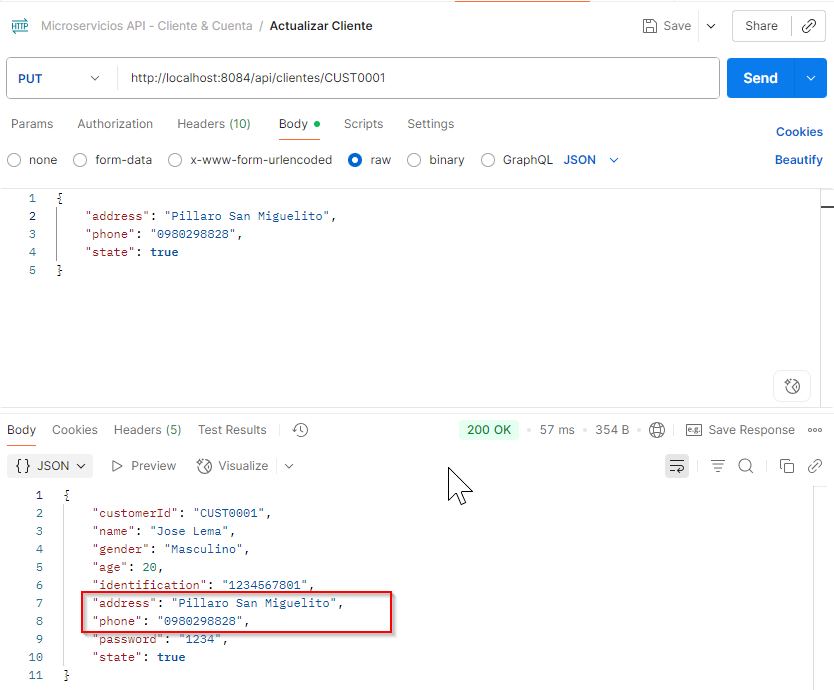 HTTP Microservicios API - Cliente & Cuenta / Actualizar Cliente Save Share
PUT http://localhost:8084/api/clientes/CUST0001 Send
Params Authorization Headers (10) Body Scripts Settings Cookies
none form-data x-www-form-urlencoded raw binary GraphQL JSON Beautify
1 {
2 "address": "Pillaro San Miguelito",
3 "phone": "0980298828",
4 "state": true
5 }
Body Cookies Headers (5) Test Results 200 OK 57 ms 354 B e.g. Save Response
{} JSON Preview Visualize
1 {
2 "customerId": "CUST0001",
3 "name": "Jose Lema",
4 "gender": "Masculino",
5 "age": 20,
6 "identification": "1234567801",
7 "address": "Pillaro San Miguelito",
8 "phone": "0980298828",
9 "password": "1234",
10 "state": true
11 }